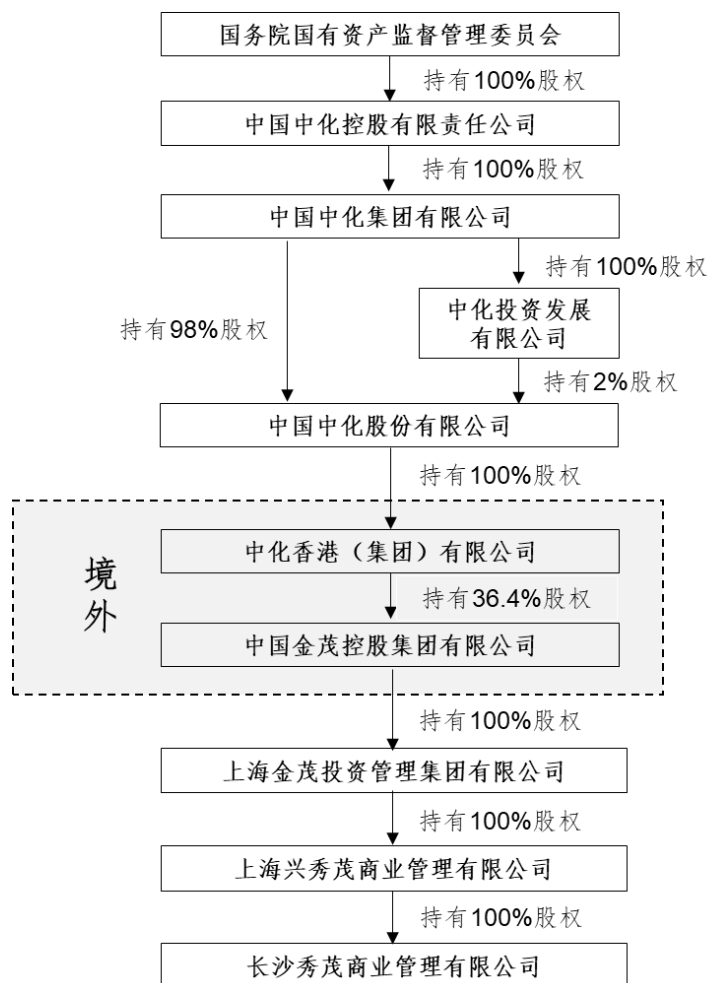 国务院国有资产监督管理委员会
持有100%股权
中国中化控股有限责任公司
持有100%股权
中国中化集团有限公司
持有100%股权
中化投资发展
有限公司
持有98%股权
持有2%股权
中国中化股份有限公司
持有100%股权
境外
中化香港（集团）有限公司
持有36.4%股权
中国金茂控股集团有限公司
持有100%股权
上海金茂投资管理集团有限公司
持有100%股权
上海兴秀茂商业管理有限公司
持有100%股权
长沙秀茂商业管理有限公司